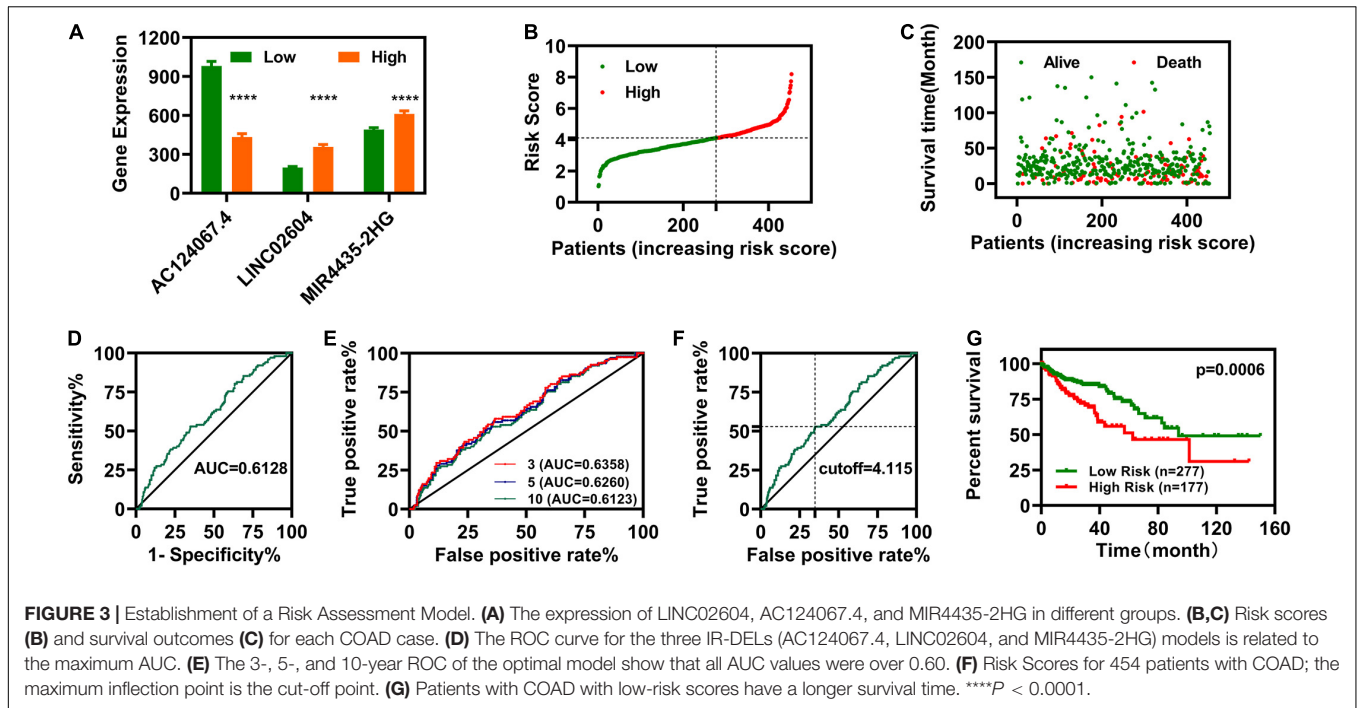 A
Gene Expression
1200
900
600
300
0
Low
High
****
****
****
AC124067.4
LINC02604
MIR4435-2HG
B
Risk Score
10
8
6
4
2
0
Low
High
0
200
400
Patients (increasing risk score)
C
Survival time(Month)
200
150
100
50
0
Alive
Death
0
200
400
Patients (increasing risk score)
D
Sensitivity%
100
75
50
25
0
AUC=0.6128
0
25
50
75
100
1- Specificity%
E
True positive rate%
100
75
50
25
0
3 (AUC=0.6358)
5 (AUC=0.6260)
10 (AUC=0.6123)
0
25
50
75
100
False positive rate%
F
True positive rate%
100
75
50
25
0
cutoff=4.115
0
25
50
75
100
False positive rate%
G
Percent survival
100
75
50
25
0
p=0.0006
Low Risk (n=277)
High Risk (n=177)
0
40
80
120
160
Time（month）
FIGURE 3 | Establishment of a Risk Assessment Model. (A) The expression of LINC02604, AC124067.4, and MIR4435-2HG in different groups. (B,C) Risk scores
(B) and survival outcomes (C) for each COAD case. (D) The ROC curve for the three IR-DELs (AC124067.4, LINC02604, and MIR4435-2HG) models is related to
the maximum AUC. (E) The 3-, 5-, and 10-year ROC of the optimal model show that all AUC values were over 0.60. (F) Risk Scores for 454 patients with COAD; the
maximum inflection point is the cut-off point. (G) Patients with COAD with low-risk scores have a longer survival time. ****P < 0.0001.